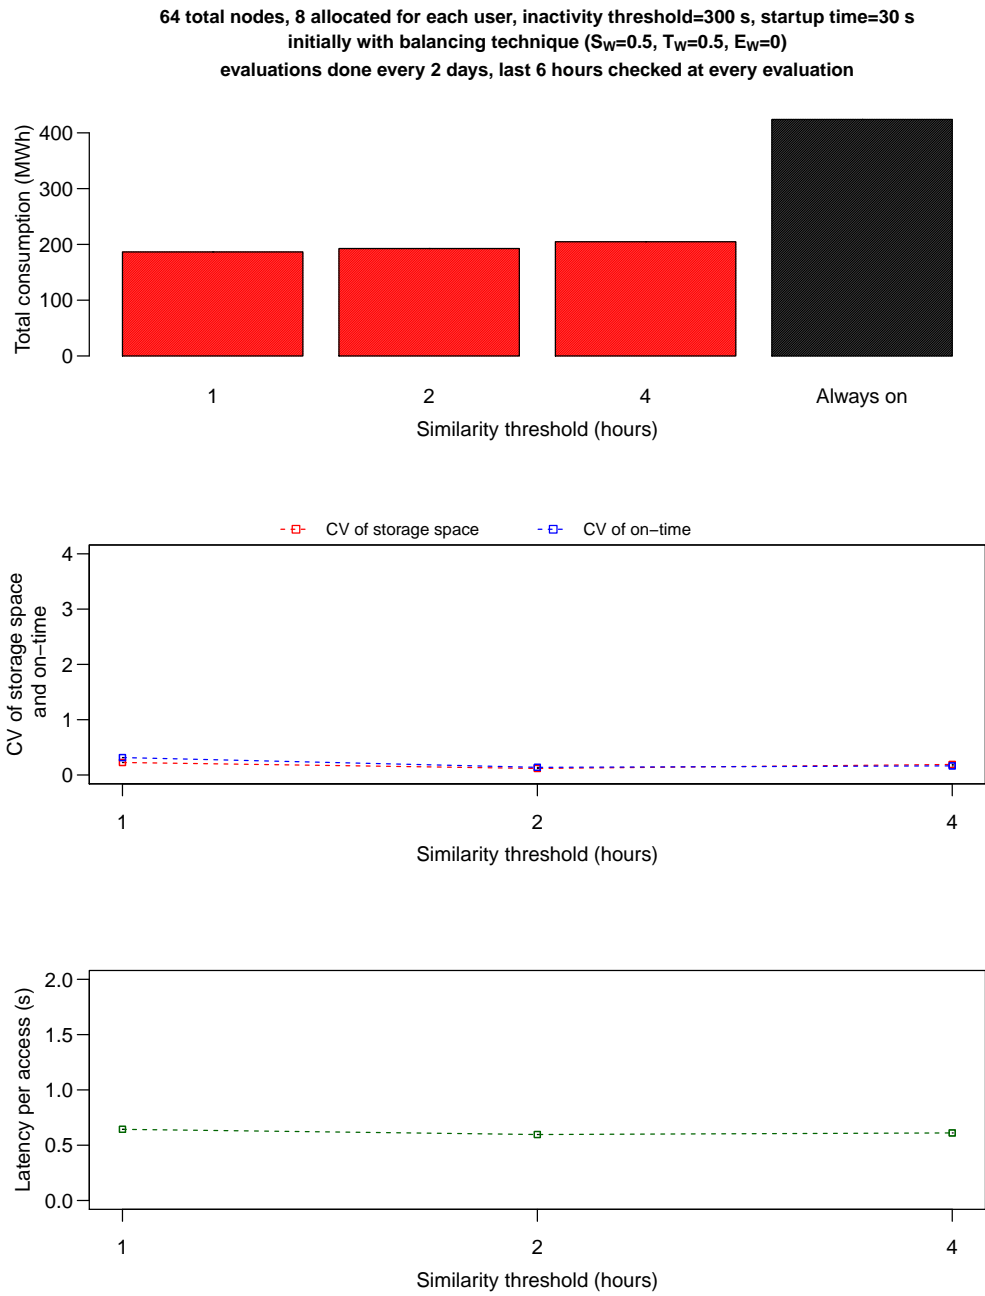 64 total nodes, 8 allocated for each user, inactivity threshold=300 s, startup time=30 s
initially with balancing technique (SW=0.5, TW=0.5, EW=0)
evaluations done every 2 days, last 6 hours checked at every evaluation
Total consumption (MWh)
400
300
200
100
0
1 2 4 Always on
Similarity threshold (hours)
CV of storage space CV of on−time
CV of storage space
and on−time
4
3
2
1
0
1 2 4
Similarity threshold (hours)
Latency per access (s)
2.0
1.5
1.0
0.5
0.0
1 2 4
Similarity threshold (hours)